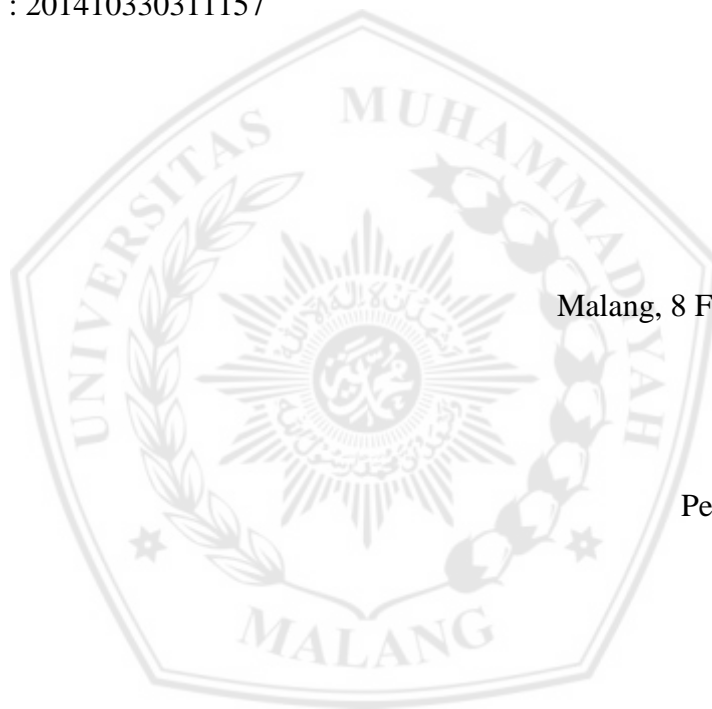 : 201410330311157
UNIVERSITAS MUHAMMADIYAH
Malang, 8 F
Pe
MALANG